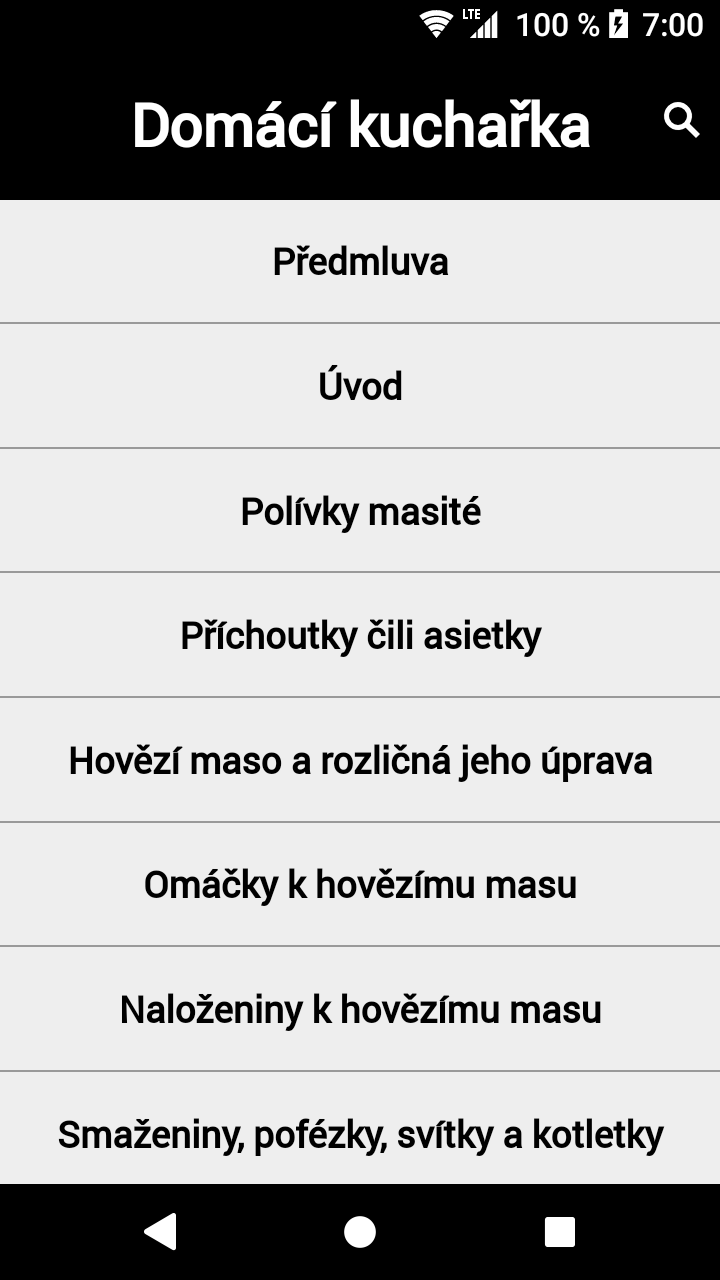 LTE 100 % 7:00
Domácí kuchařka
Předmluva
Úvod
Polívky masité
Příchoutky čili asietky
Hovězí maso a rozličná jeho úprava
Omáčky k hovězímu masu
Naloženiny k hovězímu masu
Smaženiny, pofézky, svítky a kotletky